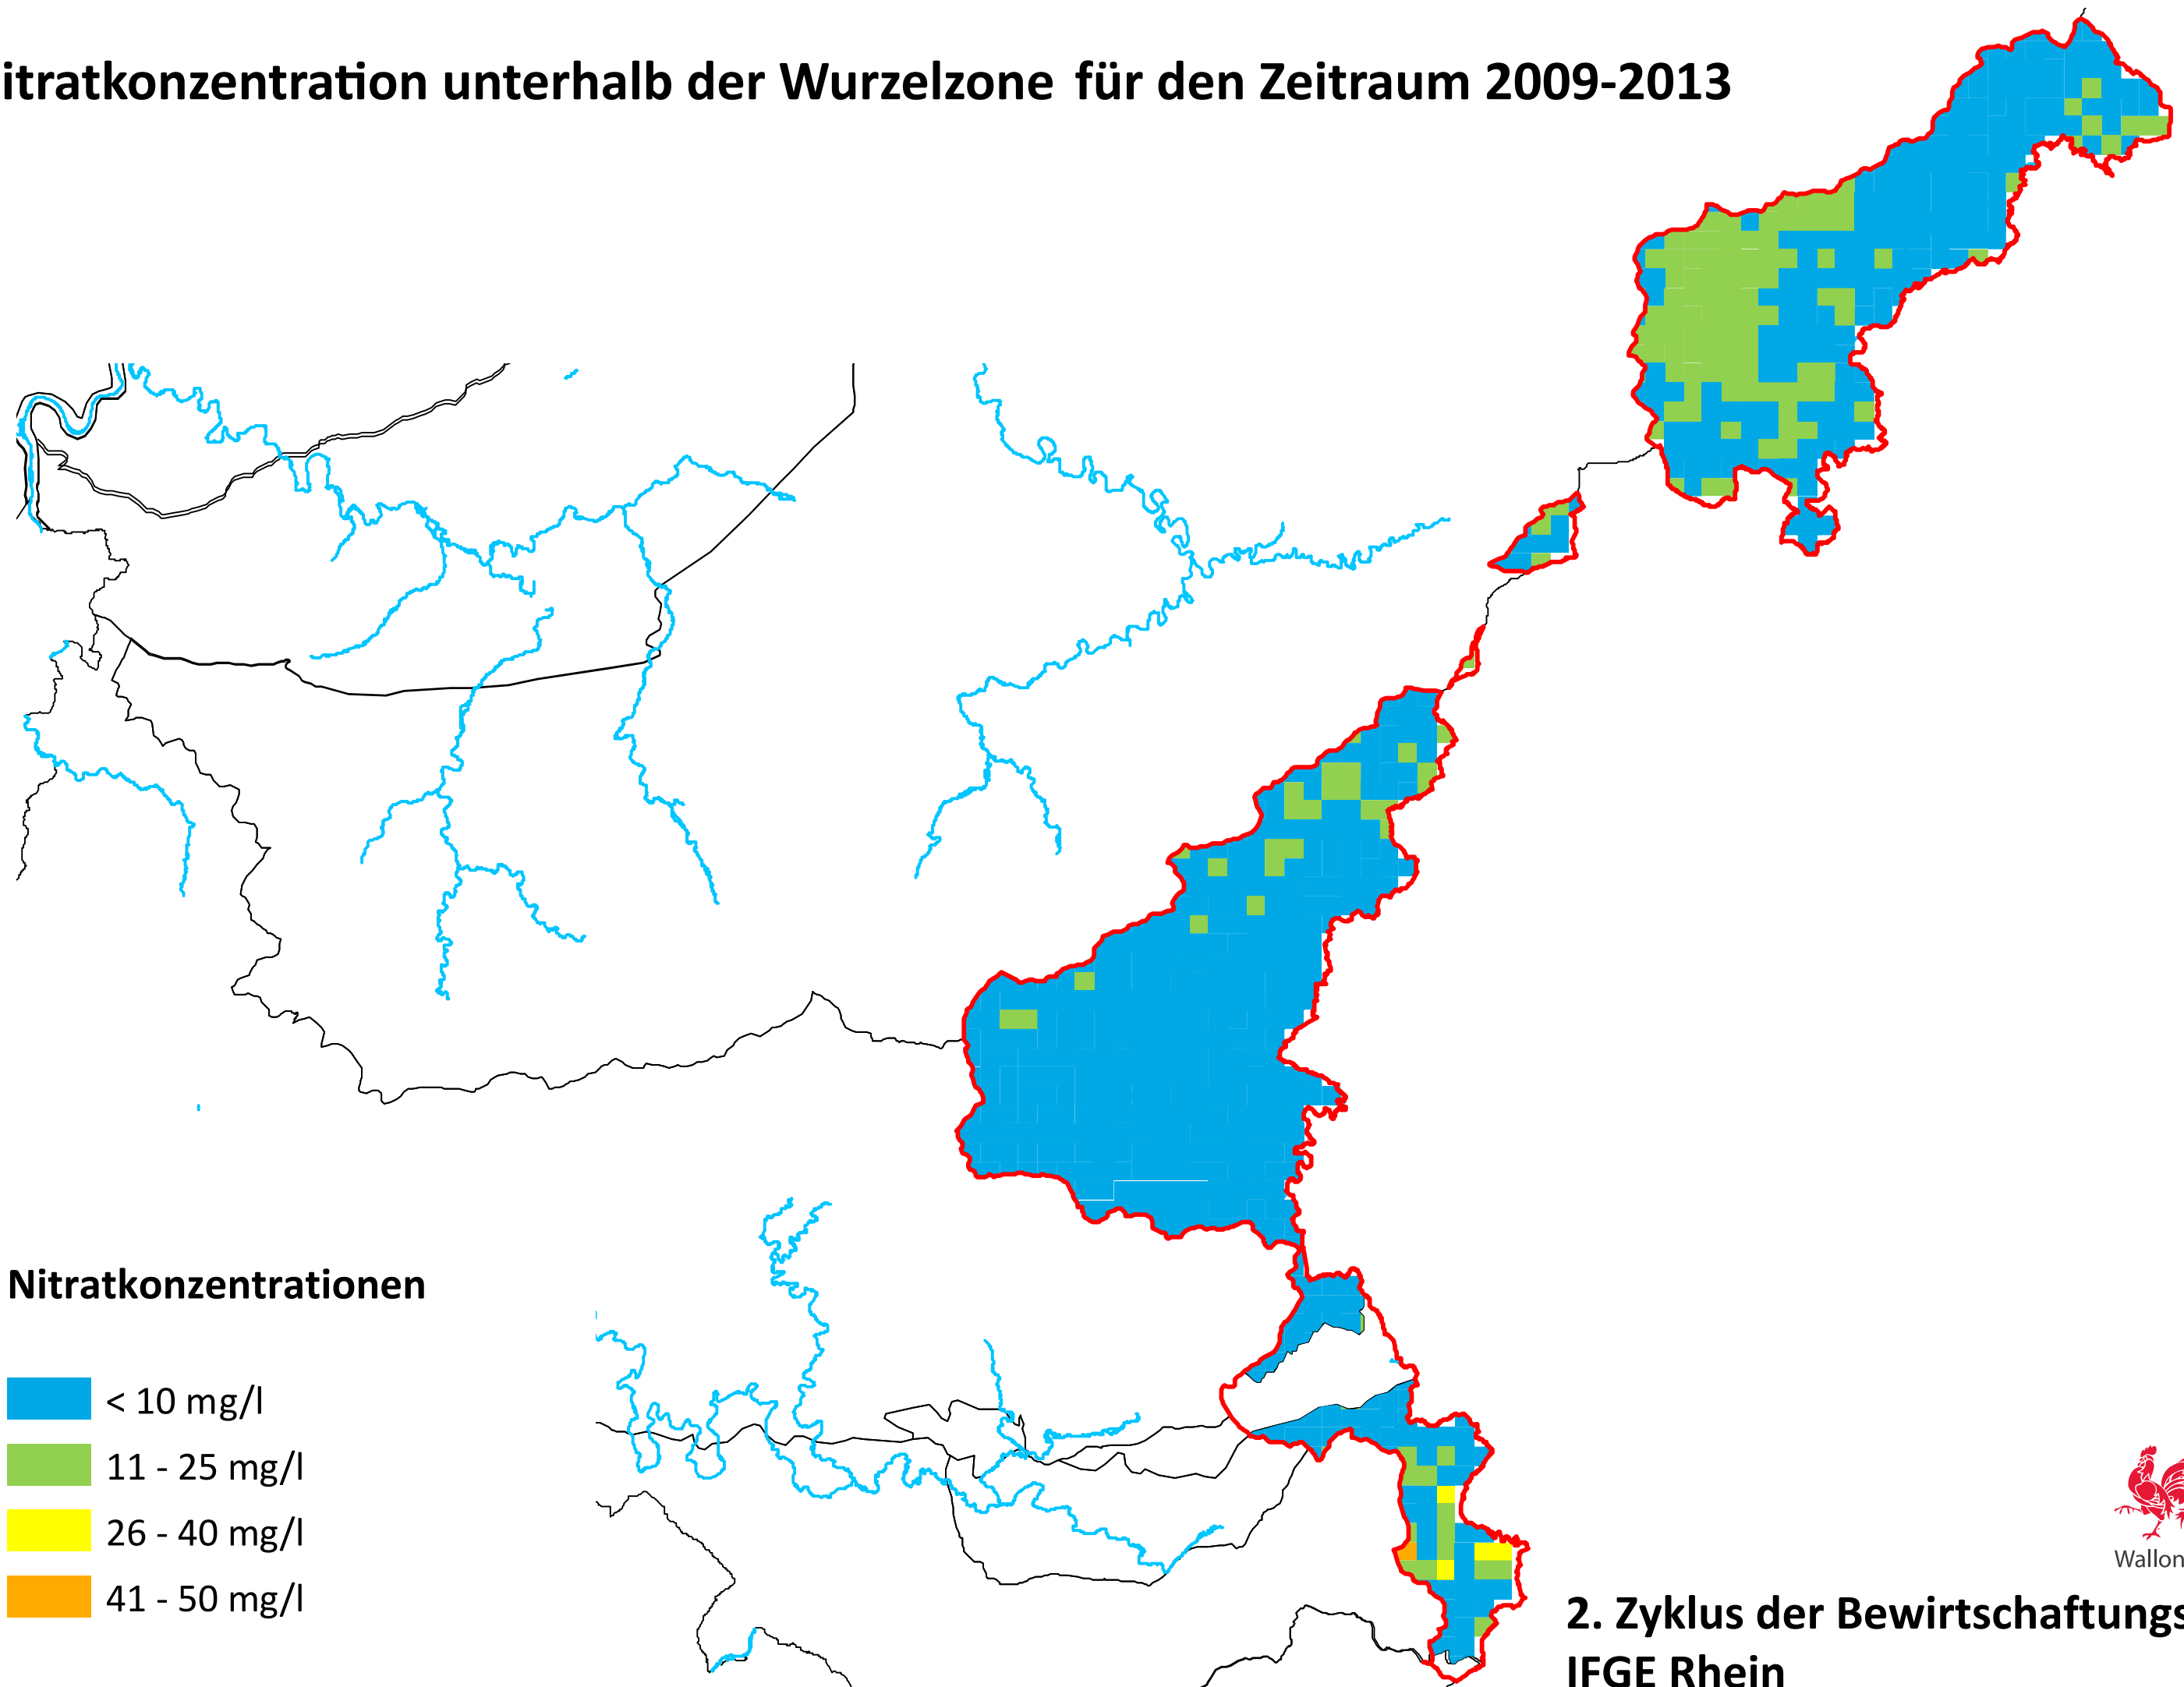 itratkonzentration unterhalb der Wurzelzone für den Zeitraum 2009-2013
Nitratkonzentrationen
< 10 mg/l
11 - 25 mg/l
26 - 40 mg/l
41 - 50 mg/l
Wallon
2. Zyklus der Bewirtschaftungs
IFGE Rhein